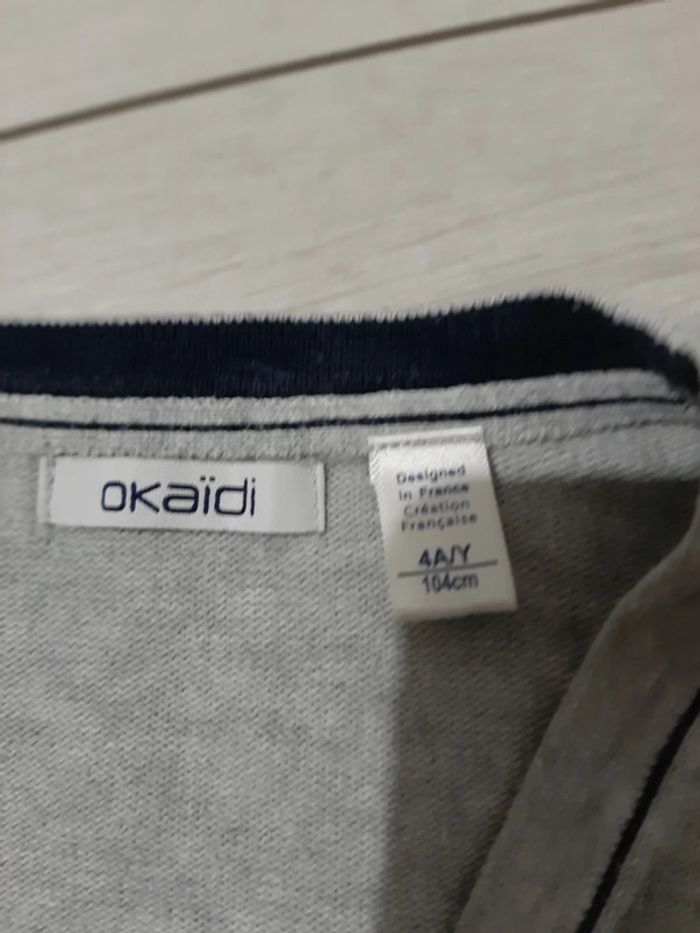 okaïdi
Designed
in France
Création
Française
4A/Y
104cm